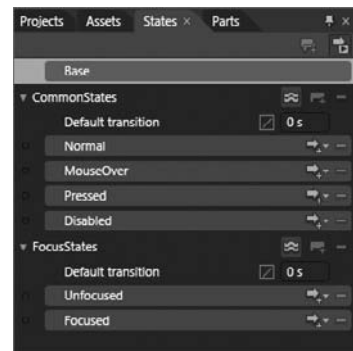 Projects Assets States × Parts
Base
CommonStates
Default transition 0 s
Normal
MouseOver
Pressed
Disabled
FocusStates
Default transition 0 s
Unfocused
Focused